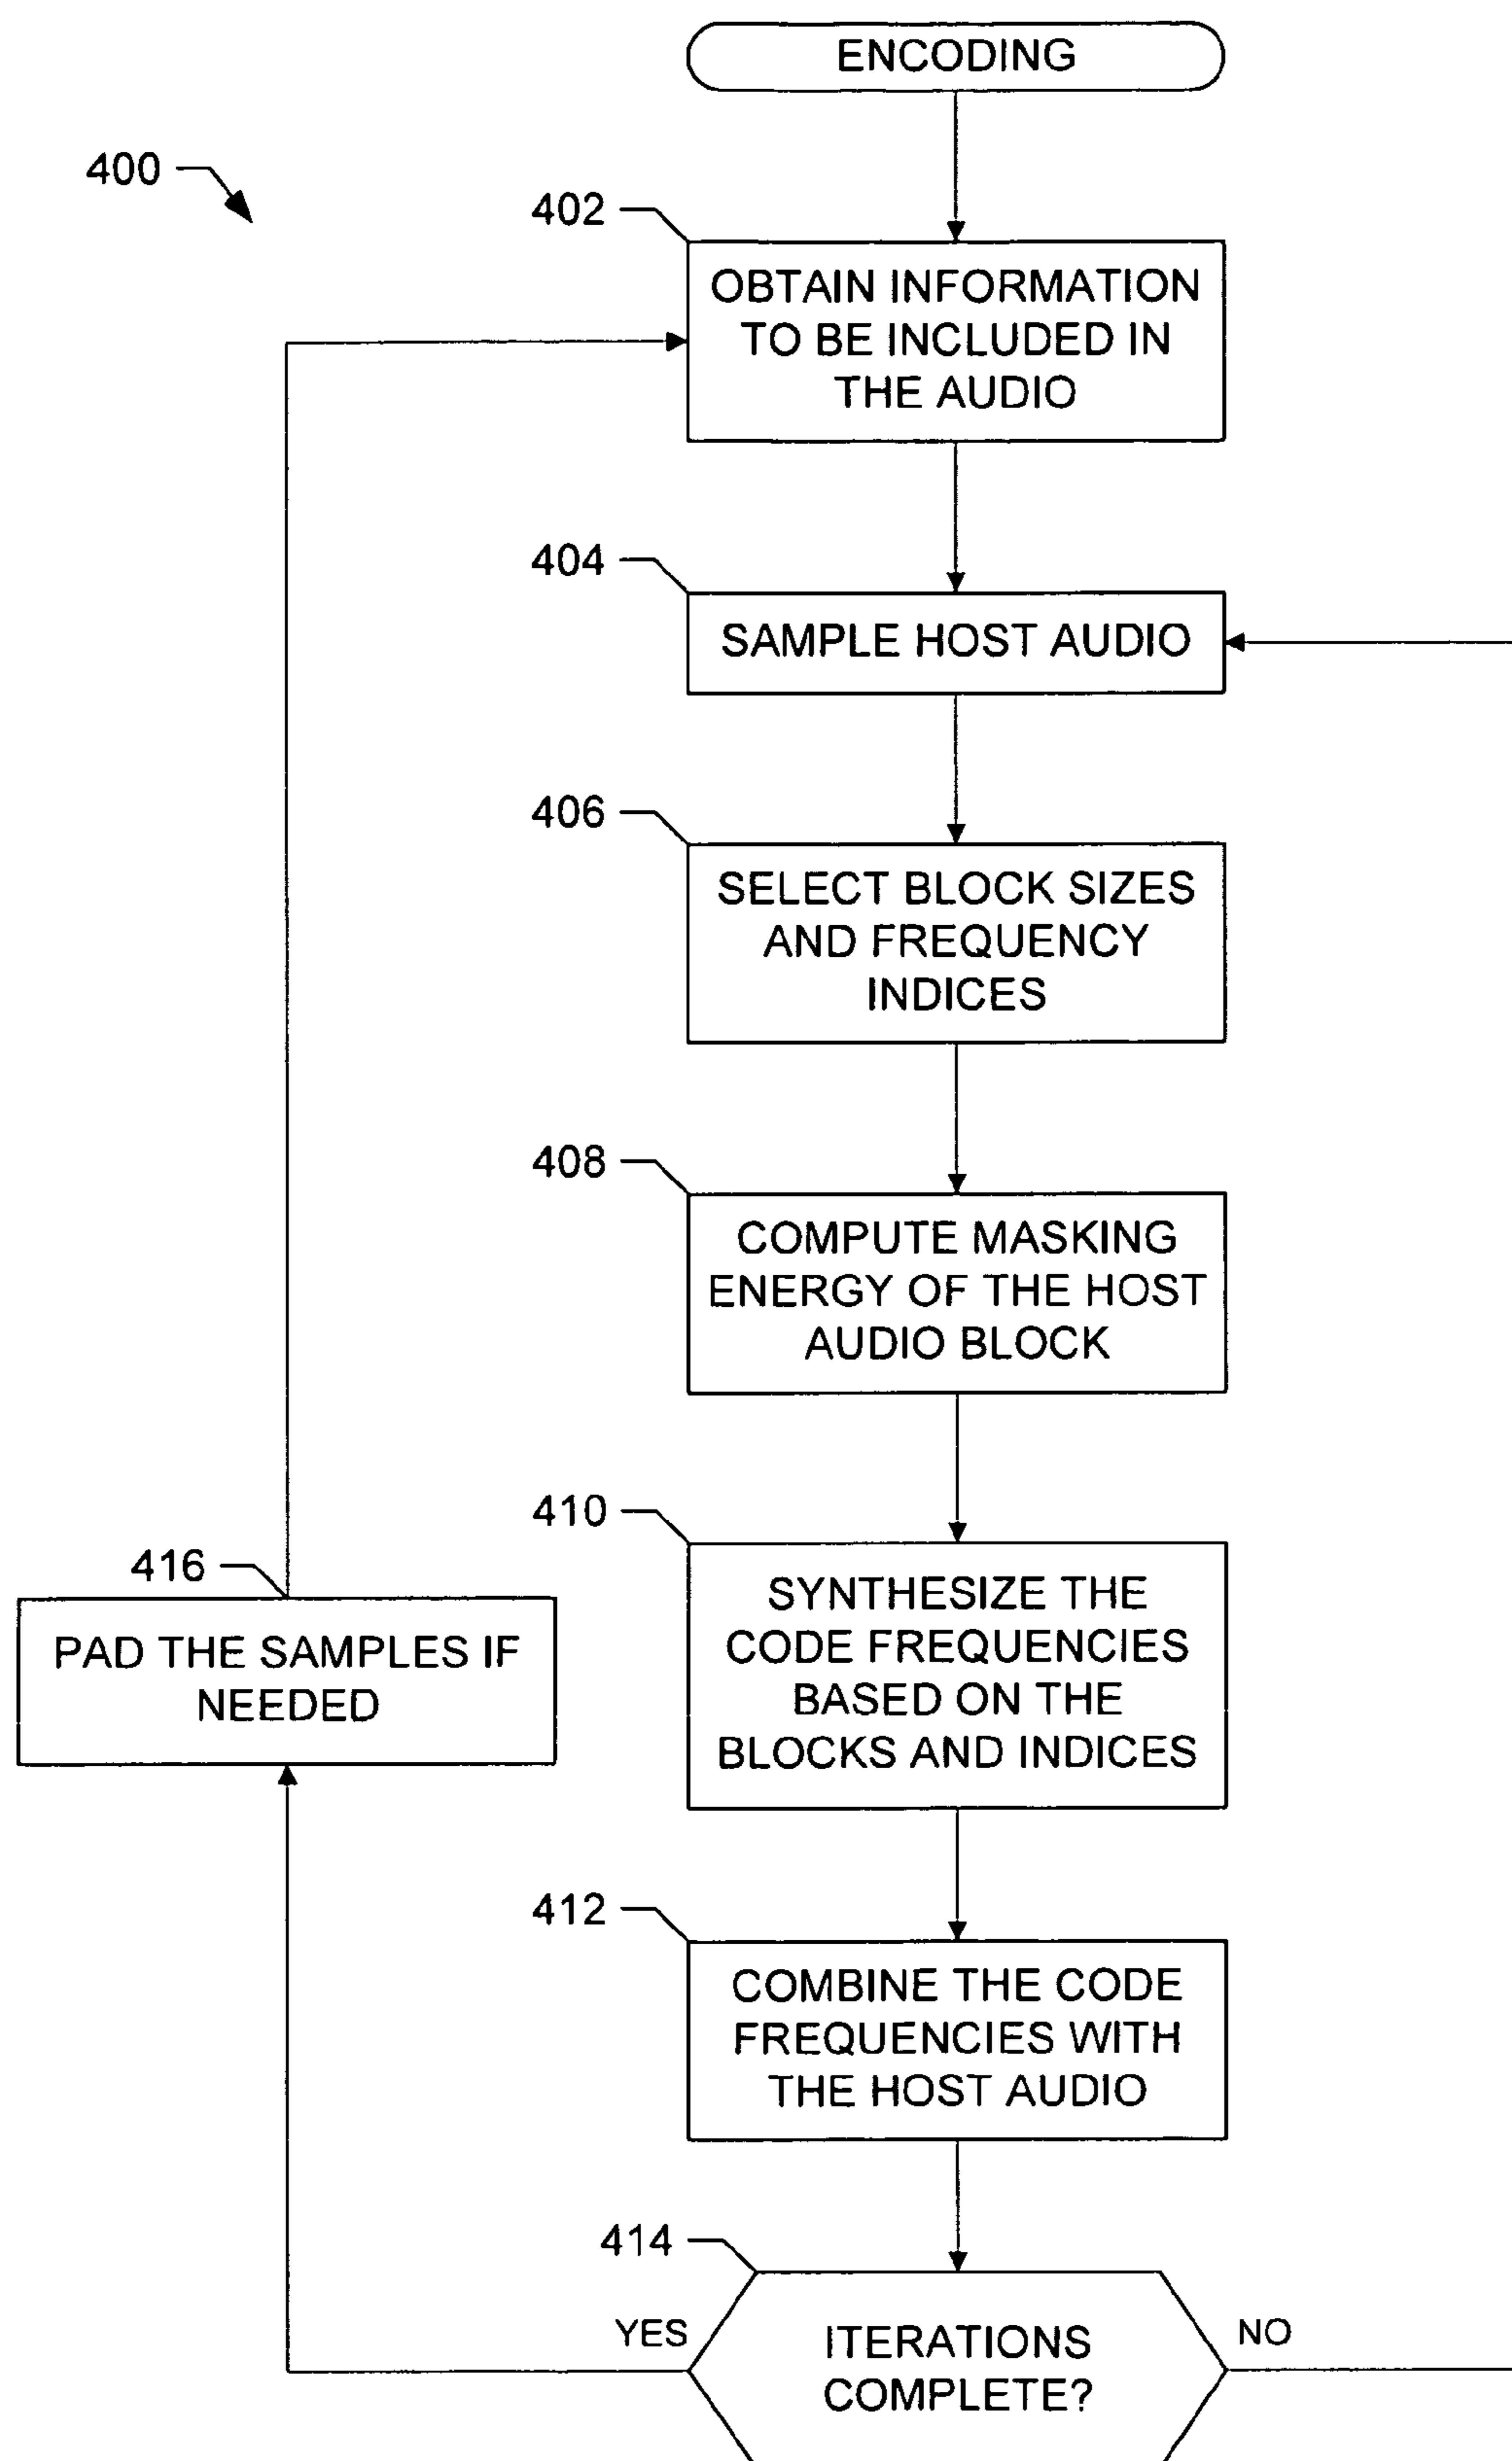 ENCODING
400
402
OBTAIN INFORMATION
TO BE INCLUDED IN
THE AUDIO
404
SAMPLE HOST AUDIO
406
SELECT BLOCK SIZES
AND FREQUENCY
INDICES
408
COMPUTE MASKING
ENERGY OF THE HOST
AUDIO BLOCK
410
SYNTHESIZE THE
CODE FREQUENCIES
BASED ON THE
BLOCKS AND INDICES
416
PAD THE SAMPLES IF
NEEDED
412
COMBINE THE CODE
FREQUENCIES WITH
THE HOST AUDIO
414
YES
ITERATIONS
COMPLETE?
NO